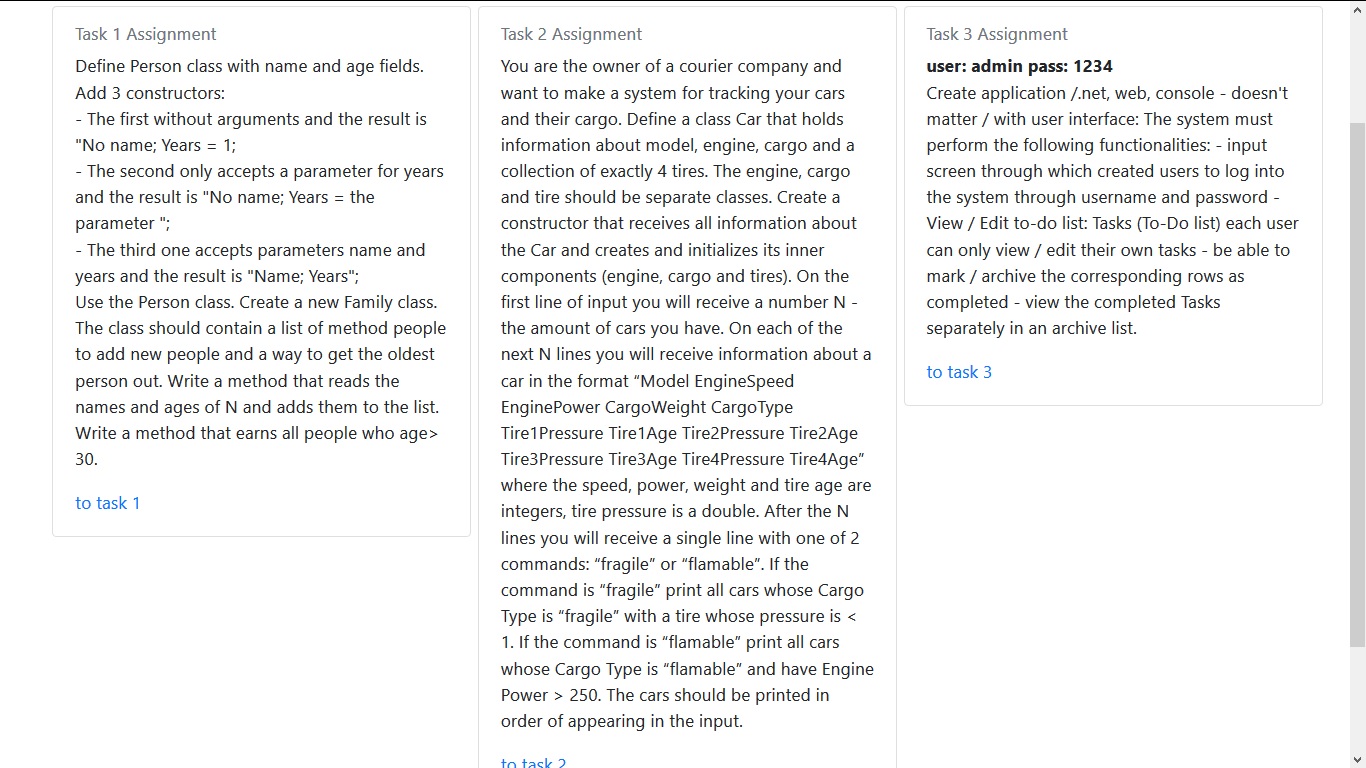 Task 1 Assignment
Define Person class with name and age fields.
Add 3 constructors:
- The first without arguments and the result is
"No name; Years = 1;
- The second only accepts a parameter for years
and the result is "No name; Years = the
parameter ";
- The third one accepts parameters name and
years and the result is "Name; Years";
Use the Person class. Create a new Family class.
The class should contain a list of method people
to add new people and a way to get the oldest
person out. Write a method that reads the
names and ages of N and adds them to the list.
Write a method that earns all people who age>
30.
to task 1
Task 2 Assignment
You are the owner of a courier company and
want to make a system for tracking your cars
and their cargo. Define a class Car that holds
information about model, engine, cargo and a
collection of exactly 4 tires. The engine, cargo
and tire should be separate classes. Create a
constructor that receives all information about
the Car and creates and initializes its inner
components (engine, cargo and tires). On the
first line of input you will receive a number N -
the amount of cars you have. On each of the
next N lines you will receive information about a
car in the format “Model EngineSpeed
EnginePower CargoWeight CargoType
Tire1Pressure Tire1Age Tire2Pressure Tire2Age
Tire3Pressure Tire3Age Tire4Pressure Tire4Age”
where the speed, power, weight and tire age are
integers, tire pressure is a double. After the N
lines you will receive a single line with one of 2
commands: “fragile” or “flamable”. If the
command is “fragile” print all cars whose Cargo
Type is “fragile” with a tire whose pressure is <
1. If the command is “flamable” print all cars
whose Cargo Type is “flamable” and have Engine
Power > 250. The cars should be printed in
order of appearing in the input.
to task 2
Task 3 Assignment
user: admin pass: 1234
Create application /.net, web, console - doesn't
matter / with user interface: The system must
perform the following functionalities: - input
screen through which created users to log into
the system through username and password -
View / Edit to-do list: Tasks (To-Do list) each user
can only view / edit their own tasks - be able to
mark / archive the corresponding rows as
completed - view the completed Tasks
separately in an archive list.
to task 3